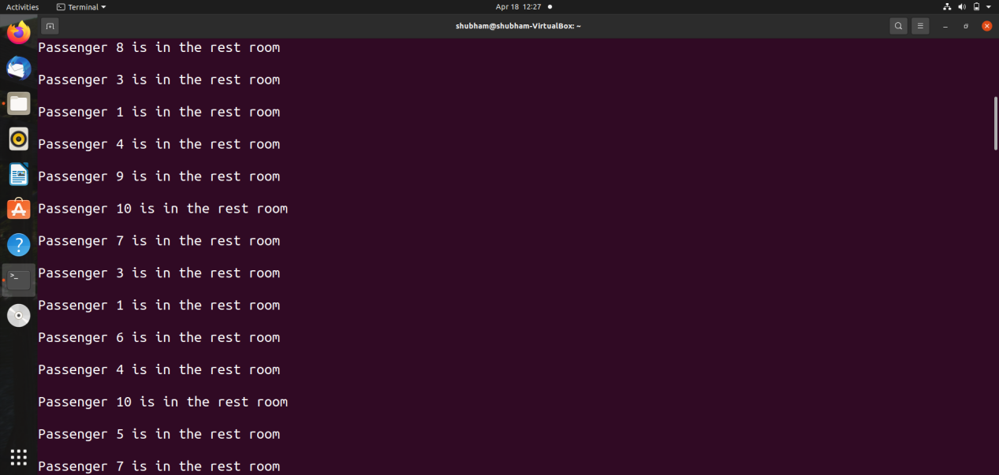 Activities Terminal Apr 18 12:27
shubham@shubham-VirtualBox: ~
Passenger 8 is in the rest room
Passenger 3 is in the rest room
Passenger 1 is in the rest room
Passenger 4 is in the rest room
Passenger 9 is in the rest room
Passenger 10 is in the rest room
Passenger 7 is in the rest room
Passenger 3 is in the rest room
Passenger 1 is in the rest room
Passenger 6 is in the rest room
Passenger 4 is in the rest room
Passenger 10 is in the rest room
Passenger 5 is in the rest room
Passenger 7 is in the rest room